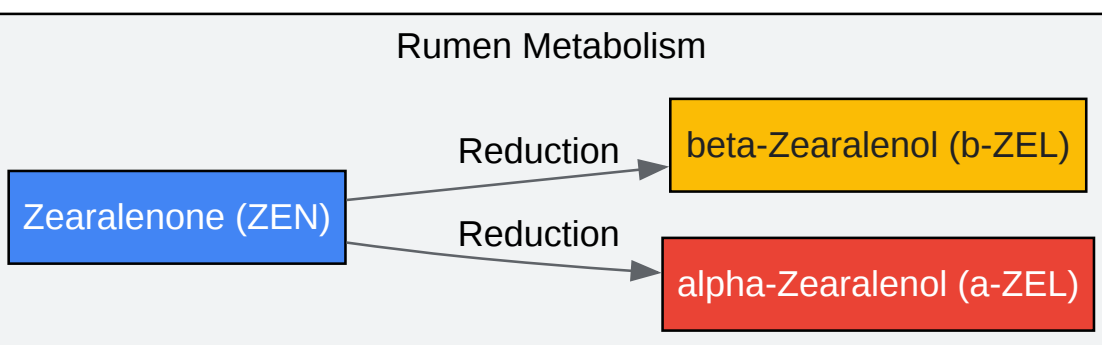 Rumen Metabolism
Reduction
beta-Zearalenol (b-ZEL)
Zearalenone (ZEN)
Reduction
alpha-Zearalenol (a-ZEL)